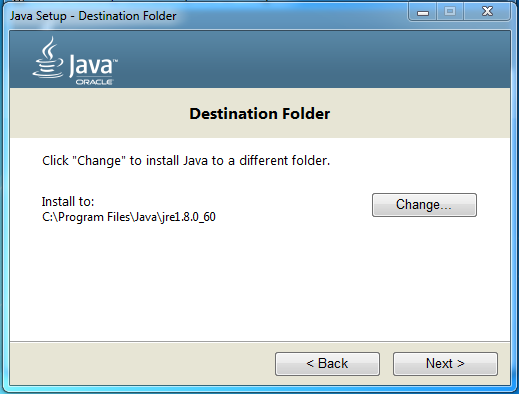 Java Setup - Destination Folder
Java™
ORACLE
Destination Folder
Click "Change" to install Java to a different folder.
Install to:
C:\Program Files\Java\jre1.8.0_60
Change...
< Back
Next >